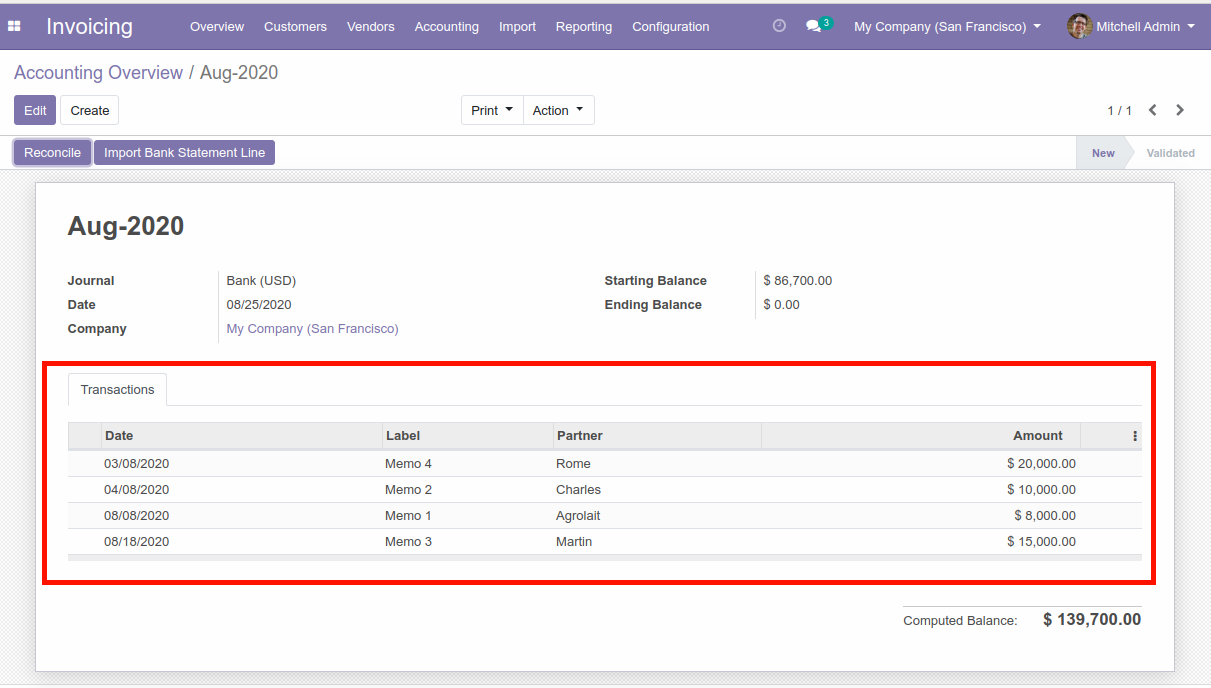 Invoicing Overview Customers Vendors Accounting Import Reporting Configuration 3 My Company (San Francisco) Mitchell Admin
Accounting Overview / Aug-2020
Edit Create Print Action 1 / 1
Reconcile Import Bank Statement Line New Validated
Aug-2020
Journal Bank (USD) Starting Balance $ 86,700.00
Date 08/25/2020 Ending Balance $ 0.00
Company My Company (San Francisco)
Transactions
Date Label Partner Amount
03/08/2020 Memo 4 Rome $ 20,000.00
04/08/2020 Memo 2 Charles $ 10,000.00
08/08/2020 Memo 1 Agrolait $ 8,000.00
08/18/2020 Memo 3 Martin $ 15,000.00
Computed Balance: $ 139,700.00